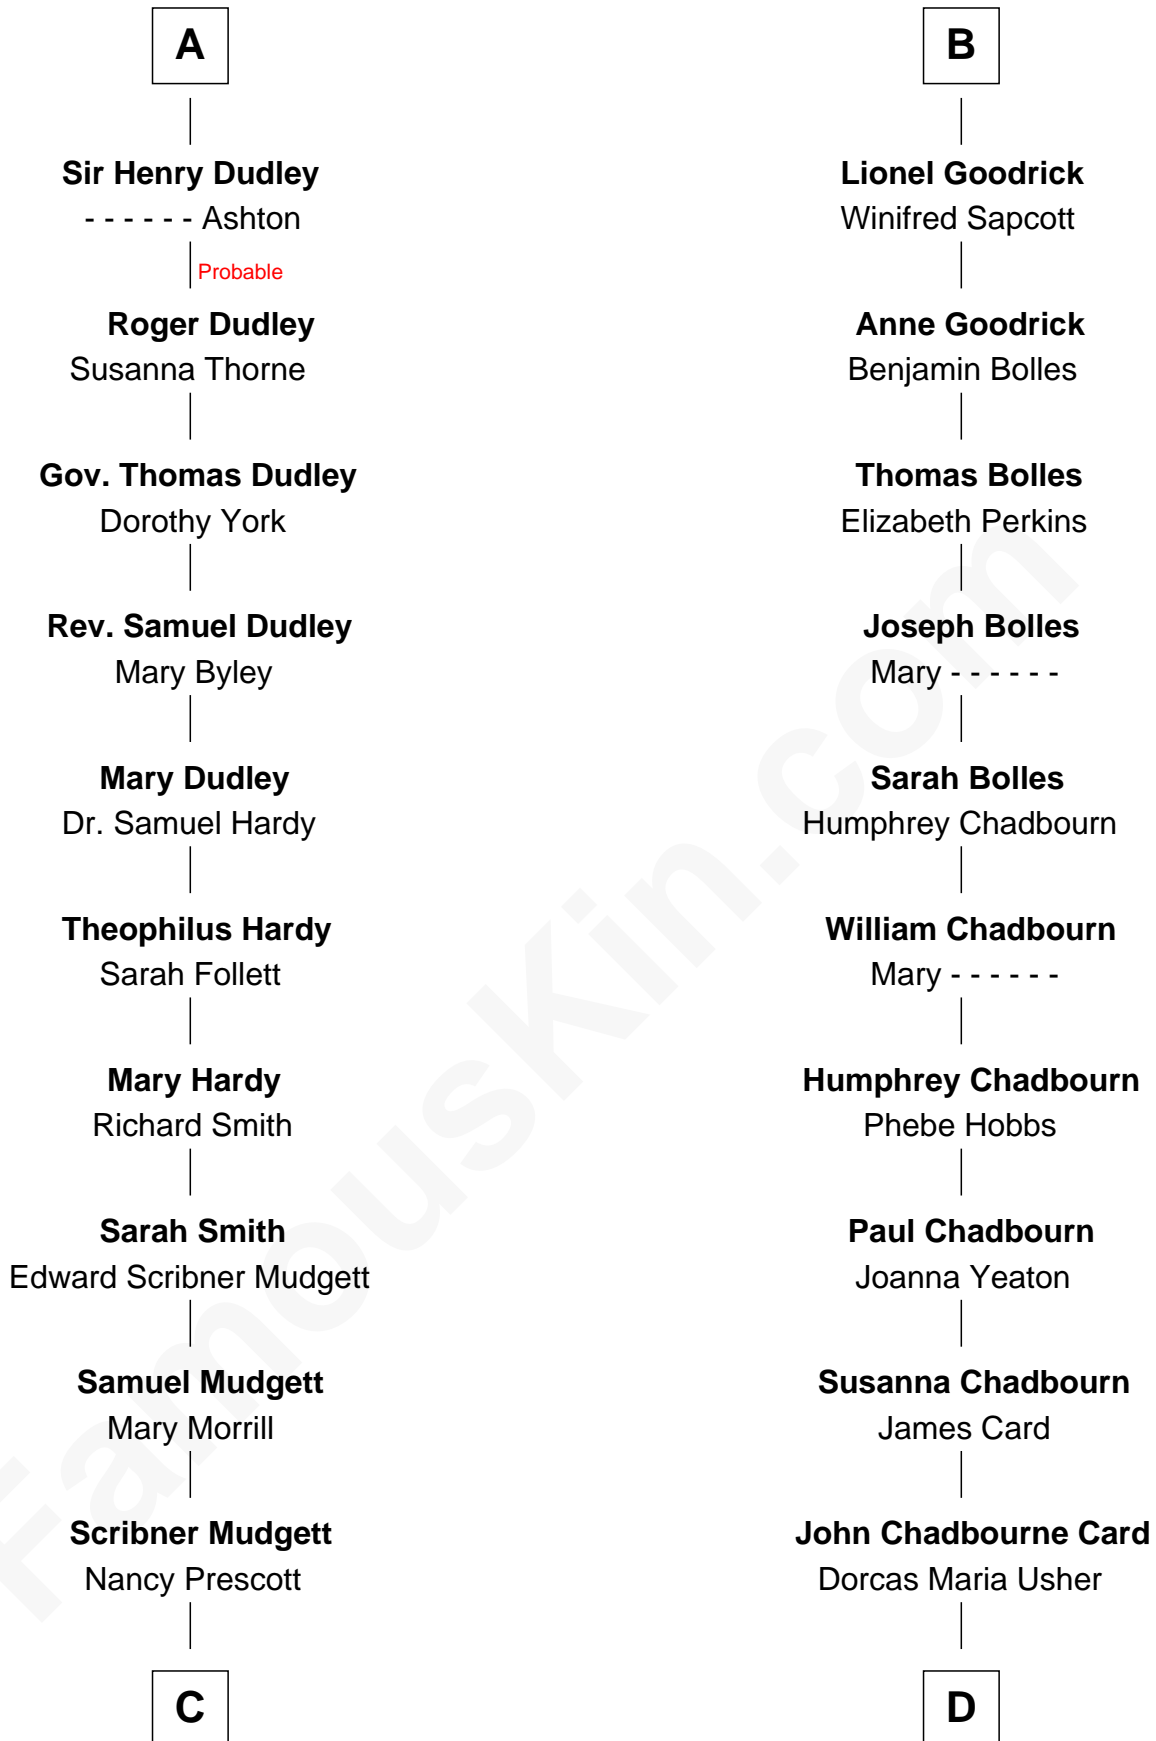 A
Sir Henry Dudley
- - - - - - Ashton
Probable
Roger Dudley
Susanna Thorne
Gov. Thomas Dudley
Dorothy York
Rev. Samuel Dudley
Mary Byley
Mary Dudley
Dr. Samuel Hardy
Theophilus Hardy
Sarah Follett
Mary Hardy
Richard Smith
Sarah Smith
Edward Scribner Mudgett
Samuel Mudgett
Mary Morrill
Scribner Mudgett
Nancy Prescott
C
B
Lionel Goodrick
Winifred Sapcott
Anne Goodrick
Benjamin Bolles
Thomas Bolles
Elizabeth Perkins
Joseph Bolles
Mary - - - - - -
Sarah Bolles
Humphrey Chadbourn
William Chadbourn
Mary - - - - - -
Humphrey Chadbourn
Phebe Hobbs
Paul Chadbourn
Joanna Yeaton
Susanna Chadbourn
James Card
John Chadbourne Card
Dorcas Maria Usher
D
FamousKin.com